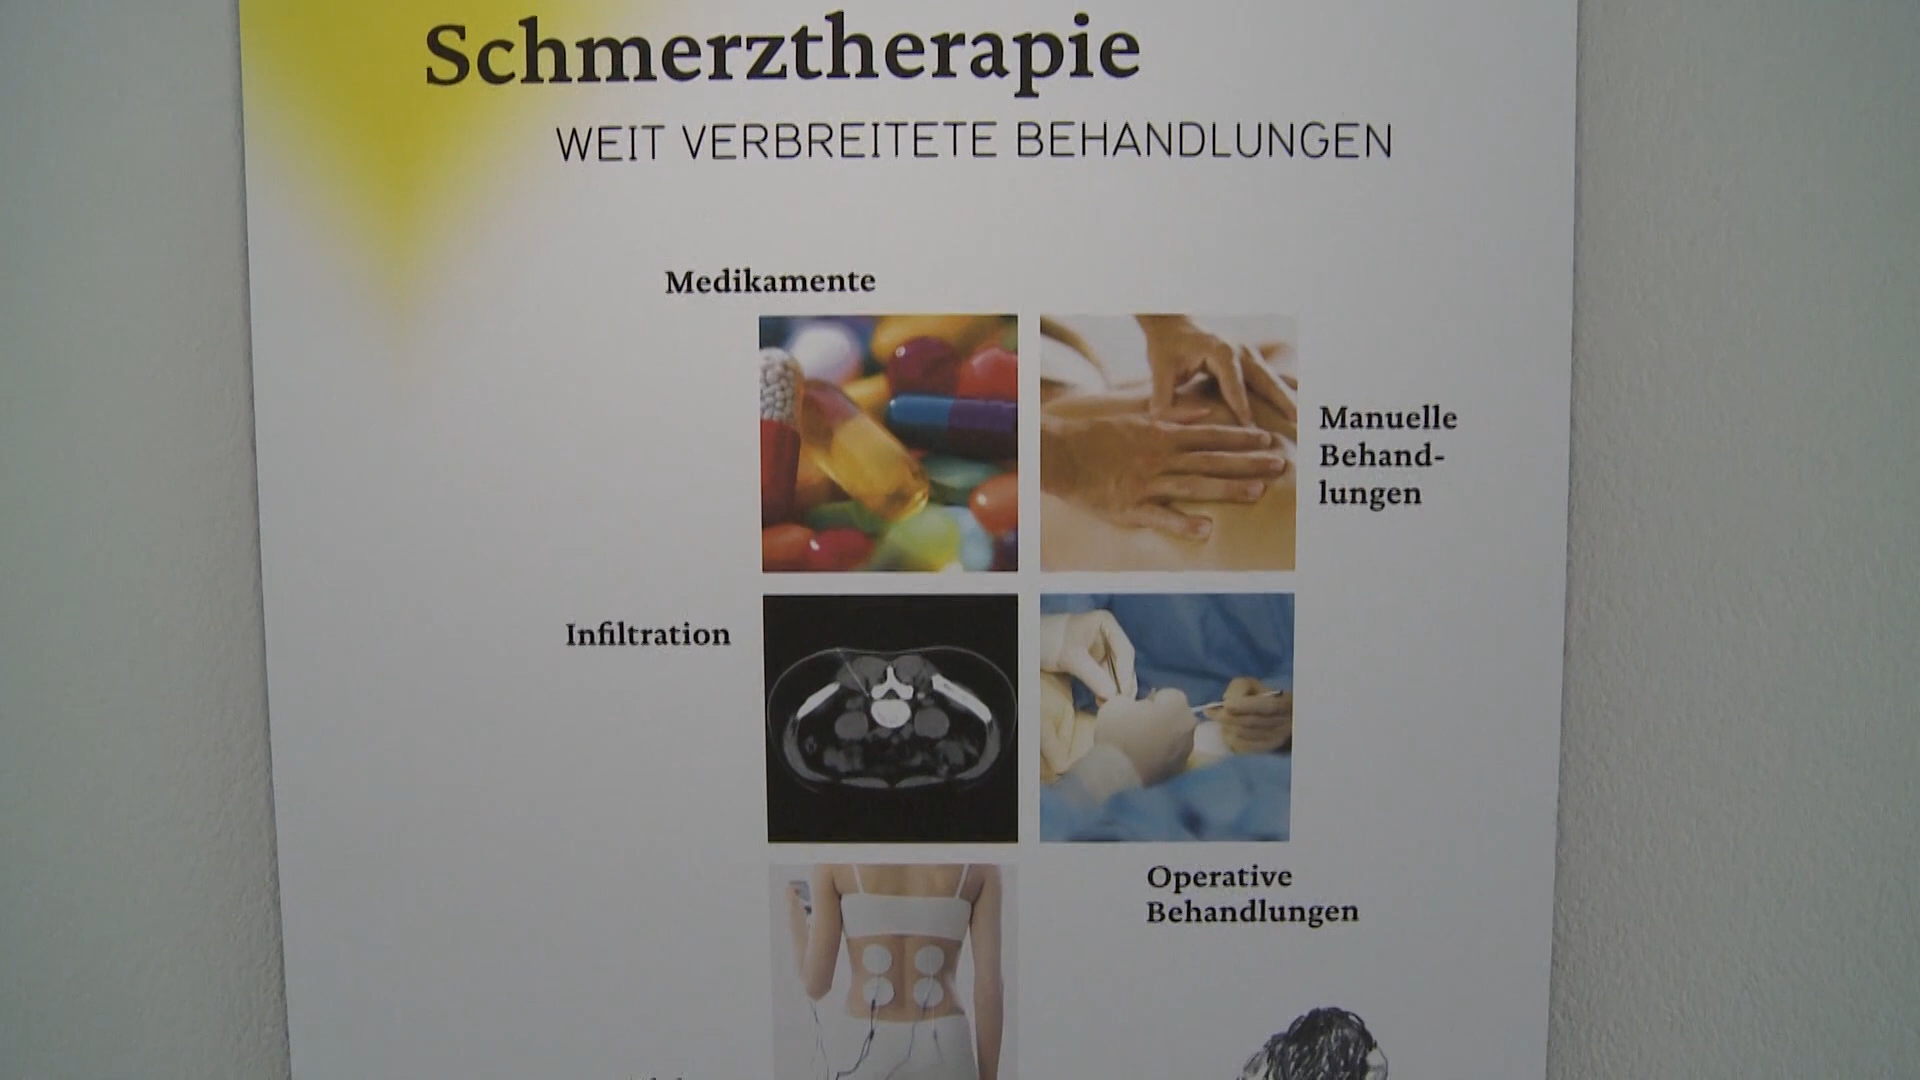 Schmerztherapie
WEIT VERBREITETE BEHANDLUNGEN
Medikamente
Manuelle
Behand-
lungen
Infiltration
Operative
Behandlungen